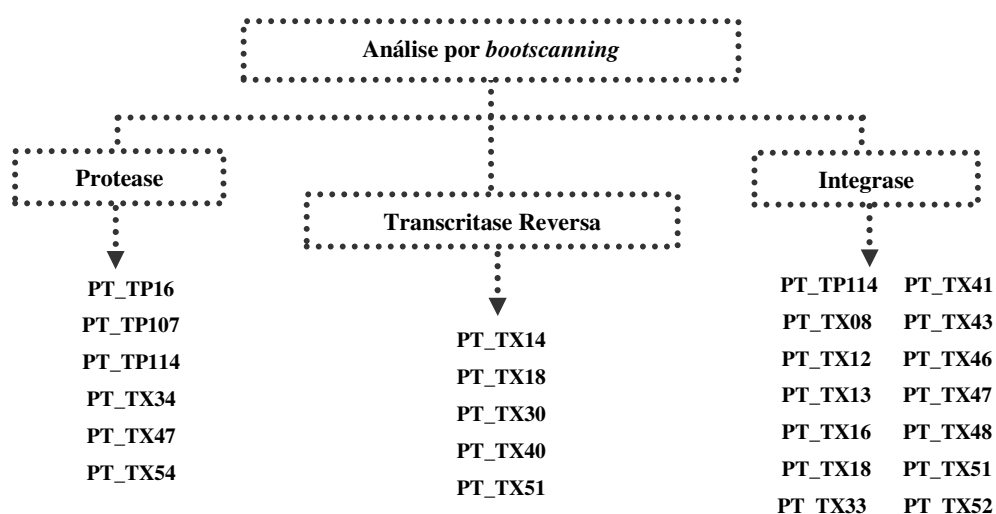 Análise por bootscanning
Protease
Transcritase Reversa
Integrase
PT_TP16
PT_TP107
PT_TP114
PT_TX34
PT_TX47
PT_TX54
PT_TX14
PT_TX18
PT_TX30
PT_TX40
PT_TX51
PT_TP114 PT_TX41
PT_TX08 PT_TX43
PT_TX12 PT_TX46
PT_TX13 PT_TX47
PT_TX16 PT_TX48
PT_TX18 PT_TX51
PT_TX33 PT_TX52